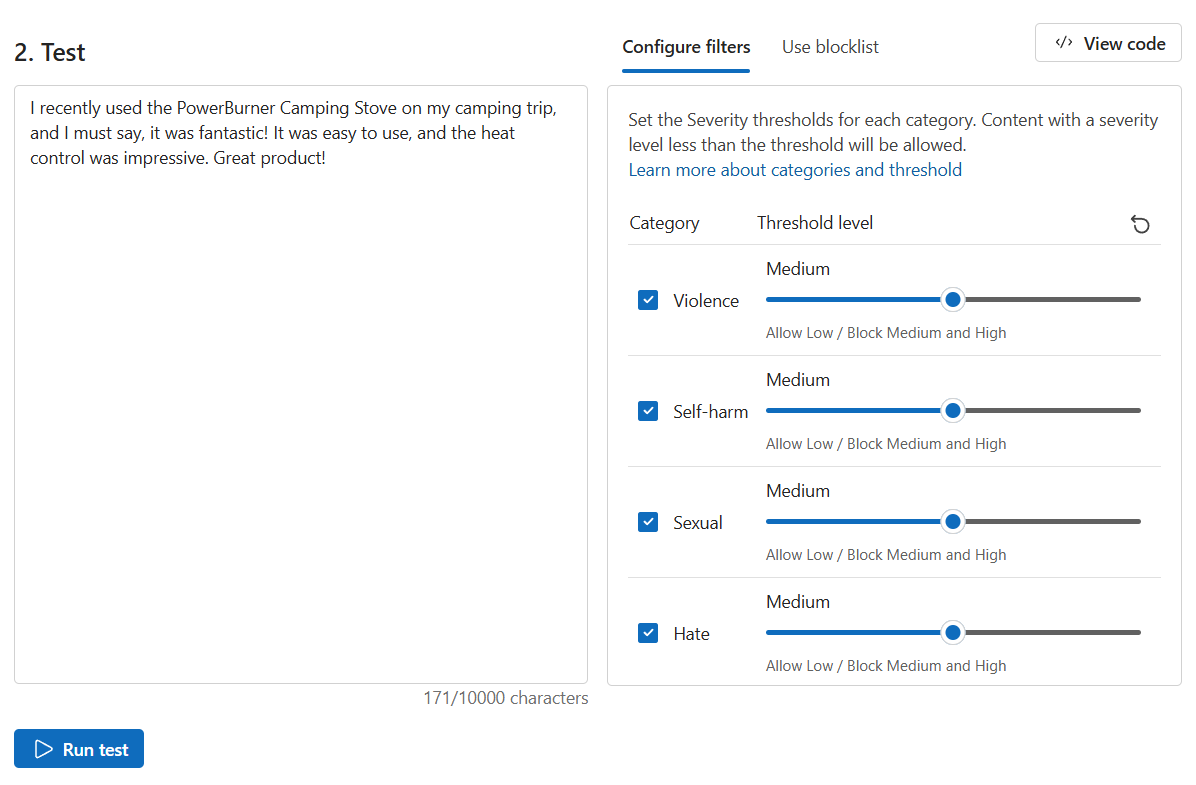 2. Test
I recently used the PowerBurner Camping Stove on my camping trip,
and I must say, it was fantastic! It was easy to use, and the heat
control was impressive. Great product!
171/10000 characters
Run test
Configure filters
Use blocklist
</> View code
Set the Severity thresholds for each category. Content with a severity
level less than the threshold will be allowed.
Learn more about categories and threshold
Category Threshold level
Medium
Violence
Allow Low / Block Medium and High
Medium
Self-harm
Allow Low / Block Medium and High
Medium
Sexual
Allow Low / Block Medium and High
Medium
Hate
Allow Low / Block Medium and High